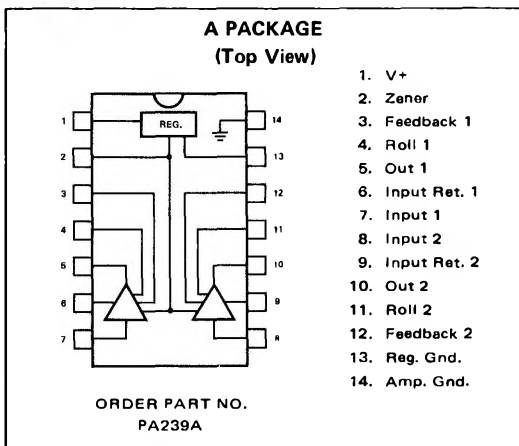 A PACKAGE
(Top View)
REG.
1
2
3
4
5
6
7
14
13
12
11
10
9
8
1. V+
2. Zener
3. Feedback 1
4. Roll 1
5. Out 1
6. Input Ret. 1
7. Input 1
8. Input 2
9. Input Ret. 2
10. Out 2
11. Roll 2
12. Feedback 2
13. Reg. Gnd.
14. Amp. Gnd.
ORDER PART NO.
PA239A